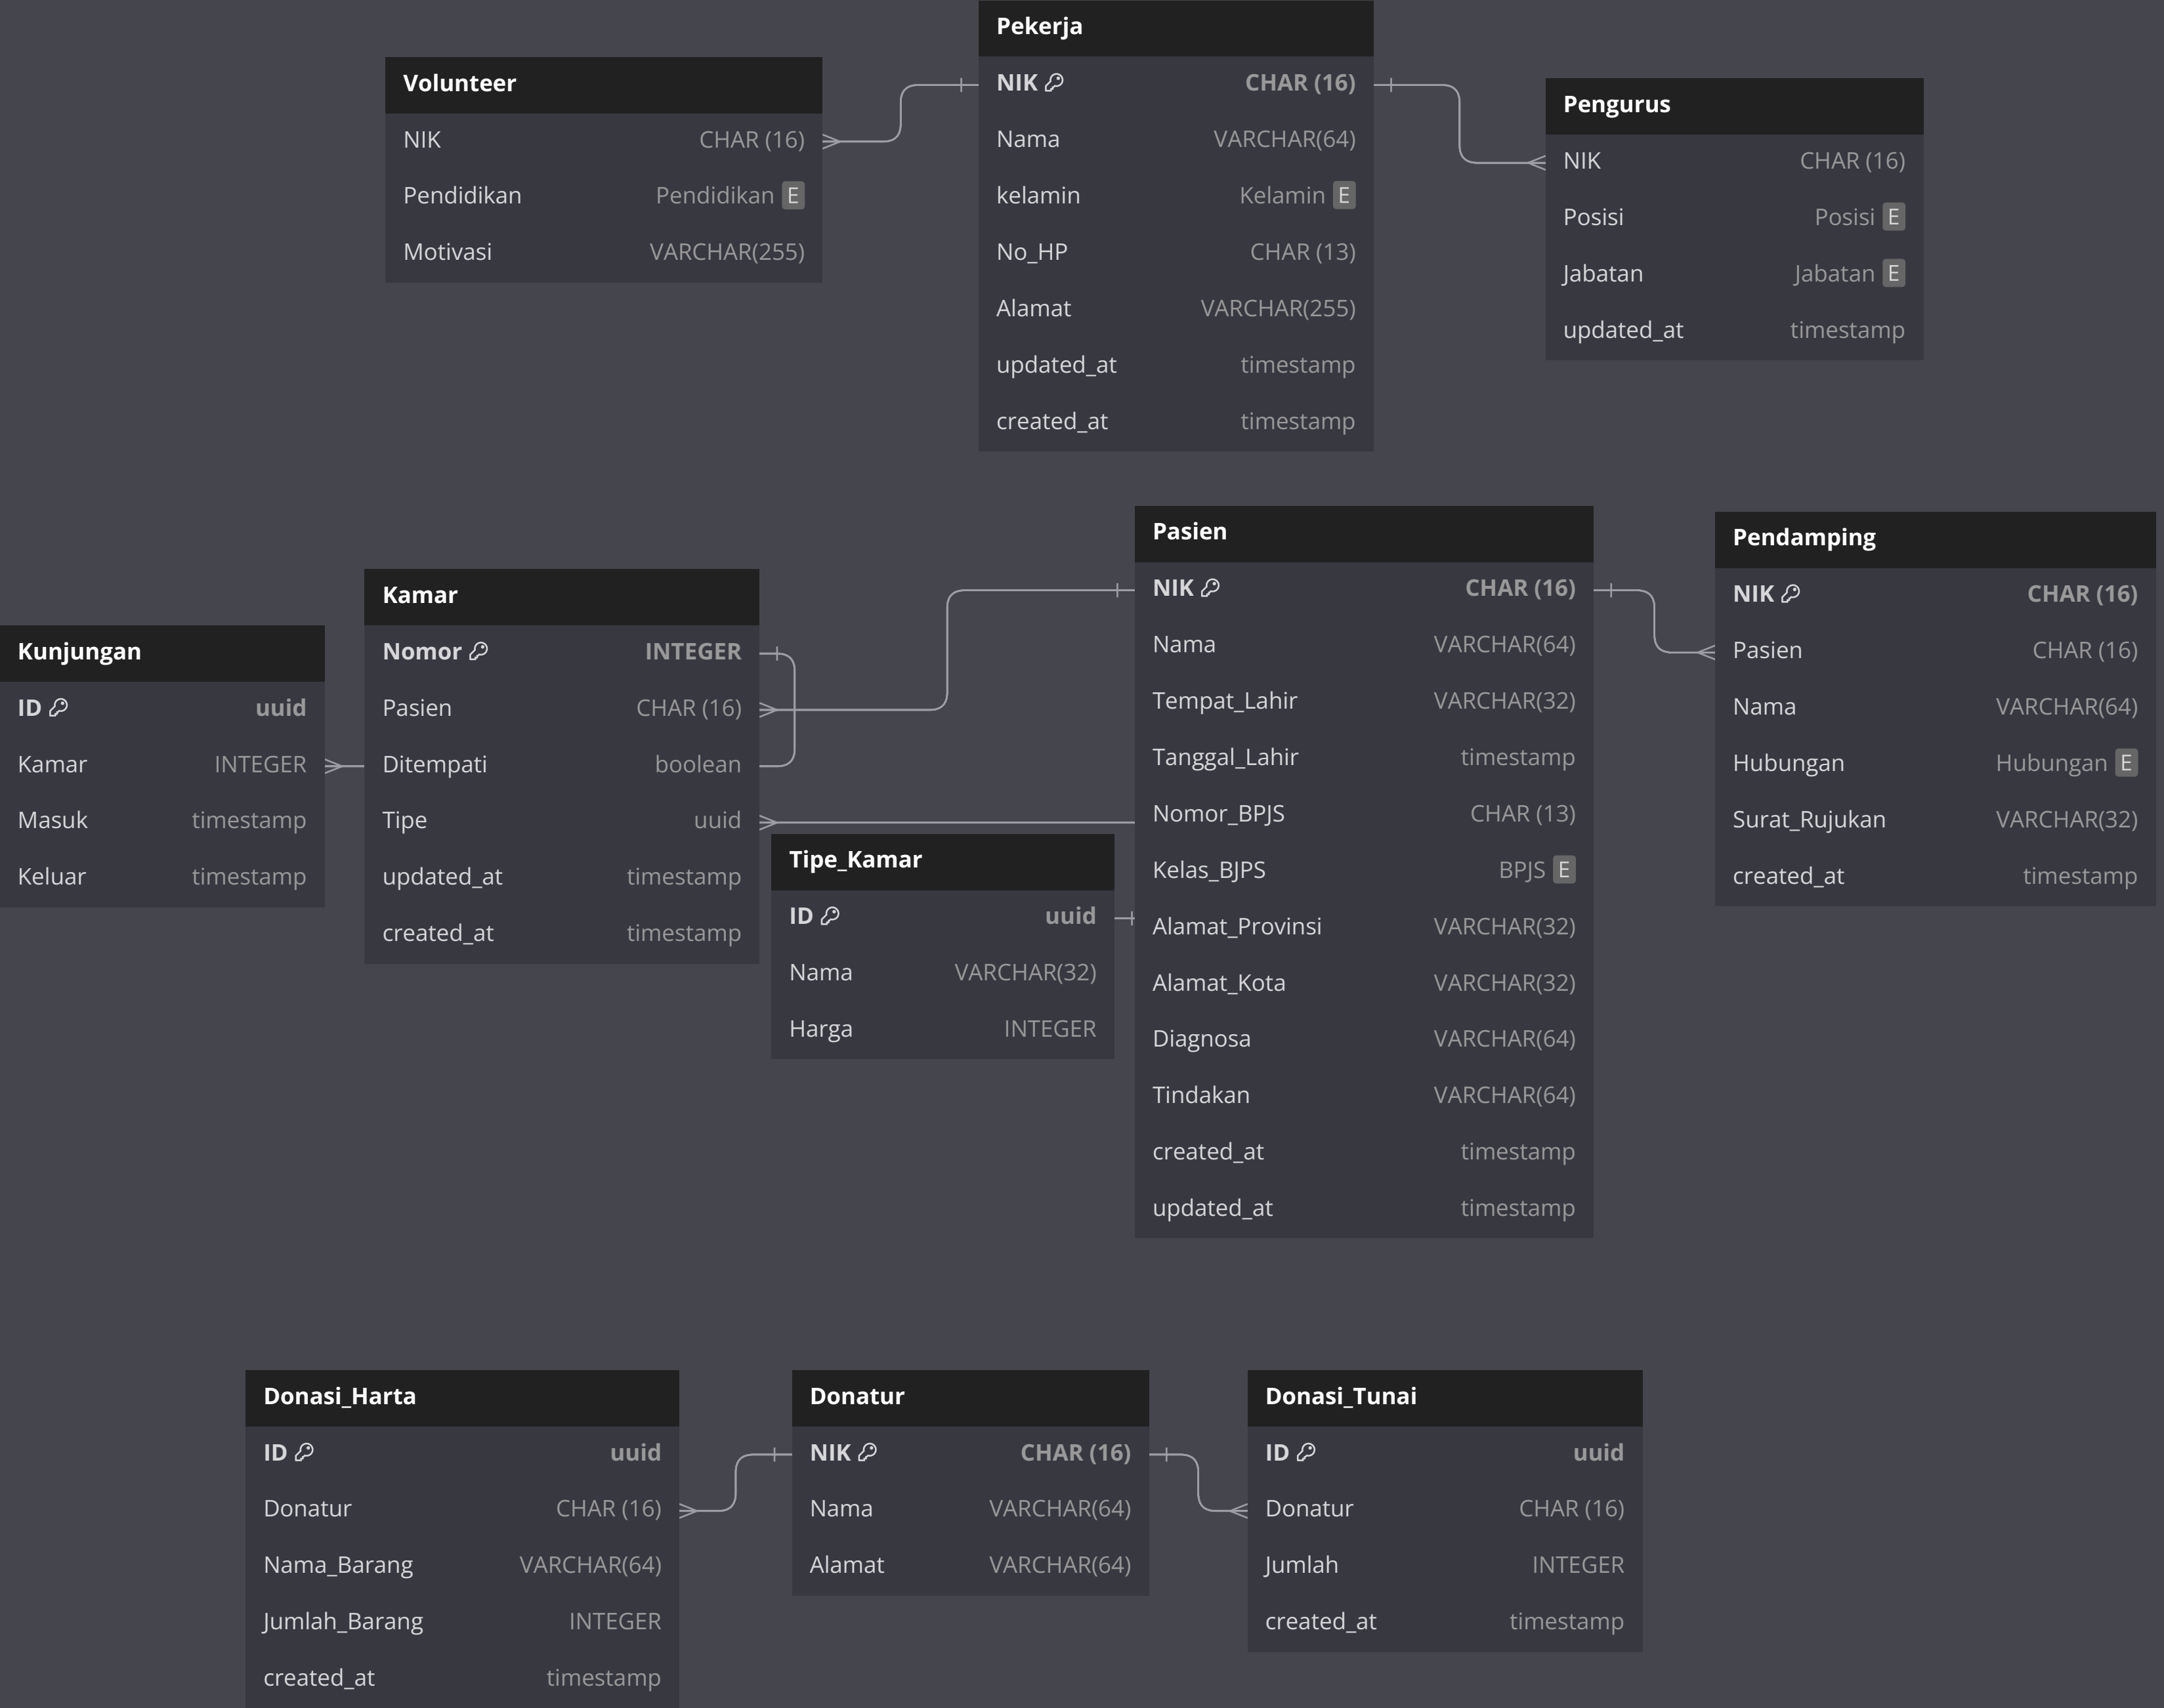 Pekerja
NIK CHAR (16)
Nama VARCHAR(64)
kelamin Kelamin E
No_HP CHAR (13)
Alamat VARCHAR(255)
updated_at timestamp
created_at timestamp
Volunteer
NIK CHAR (16)
Pendidikan Pendidikan E
Motivasi VARCHAR(255)
Pengurus
NIK CHAR (16)
Posisi Posisi E
Jabatan Jabatan E
updated_at timestamp
Kunjungan
ID uuid
Kamar INTEGER
Masuk timestamp
Keluar timestamp
Kamar
Nomor INTEGER
Pasien CHAR (16)
Ditempati boolean
Tipe uuid
updated_at timestamp
created_at timestamp
Tipe_Kamar
ID uuid
Nama VARCHAR(32)
Harga INTEGER
Pasien
NIK CHAR (16)
Nama VARCHAR(64)
Tempat_Lahir VARCHAR(32)
Tanggal_Lahir timestamp
Nomor_BPJS CHAR (13)
Kelas_BJPS BPJS E
Alamat_Provinsi VARCHAR(32)
Alamat_Kota VARCHAR(32)
Diagnosa VARCHAR(64)
Tindakan VARCHAR(64)
created_at timestamp
updated_at timestamp
Pendamping
NIK CHAR (16)
Pasien CHAR (16)
Nama VARCHAR(64)
Hubungan Hubungan E
Surat_Rujukan VARCHAR(32)
created_at timestamp
Donasi_Harta
ID uuid
Donatur CHAR (16)
Nama_Barang VARCHAR(64)
Jumlah_Barang INTEGER
created_at timestamp
Donatur
NIK CHAR (16)
Nama VARCHAR(64)
Alamat VARCHAR(64)
Donasi_Tunai
ID uuid
Donatur CHAR (16)
Jumlah INTEGER
created_at timestamp